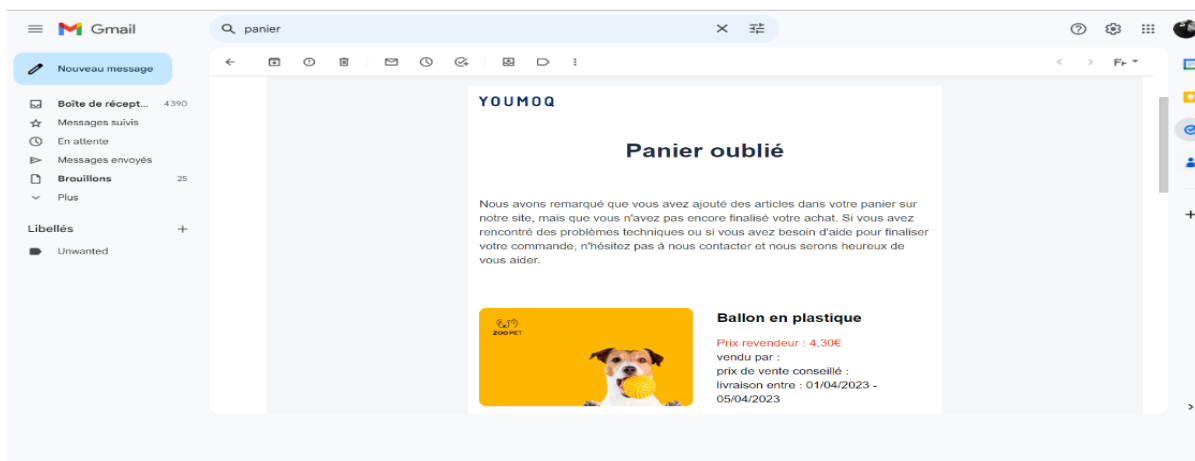 Gmail
panier
Nouveau message
Boîte de récept... 4 390
Messages suivis
En attente
Messages envoyés
Brouillons 25
Plus
Libellés
Unwanted
YOUMOQ
Panier oublié
Nous avons remarqué que vous avez ajouté des articles dans votre panier sur
notre site, mais que vous n'avez pas encore finalisé votre achat. Si vous avez
rencontré des problèmes techniques ou si vous avez besoin d'aide pour finaliser
votre commande, n'hésitez pas à nous contacter et nous serons heureux de
vous aider.
ZOO PET
Ballon en plastique
Prix revendeur : 4,30€
vendu par :
prix de vente conseillé :
livraison entre : 01/04/2023 -
05/04/2023